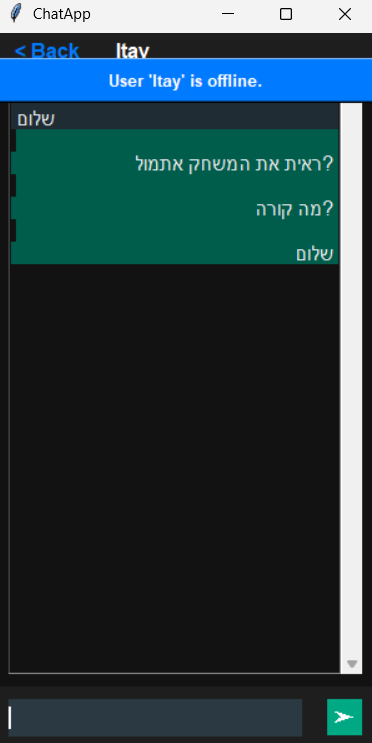 ChatApp
< Back Itay
User 'Itay' is offline.
שלום
ראית את המשחק אתמול?
מה קורה?
שלום